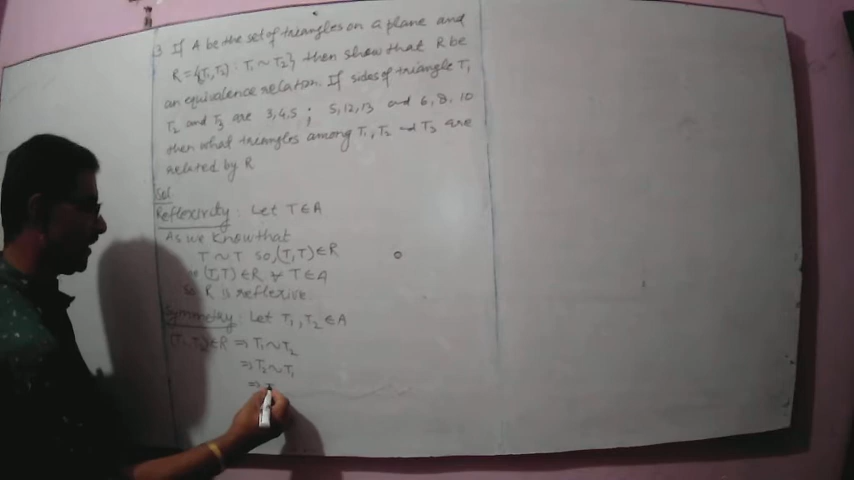 3 If A be the set of triangles on a plane and
R = {(T₁,T₂) : T₁ ~ T₂} then show that R be
an equivalence relation. If sides of triangle T₁
T₂ and T₃ are 3,4,5 ; 5,12,13 and 6, 8, 10
then what triangles among T₁, T₂ and T₃ are
related by R
Sol
Reflexivity : Let T ∈ A
As we know that
T ~ T so, (T,T) ∈ R
(T,T) ∈ R ∀ T ∈ A
So R is reflexive.
Symmetry : Let T₁, T₂ ∈ A
(T₁,T₂) ∈ R ⇒ T₁ ~ T₂
⇒ T₂ ~ T₁
⇒